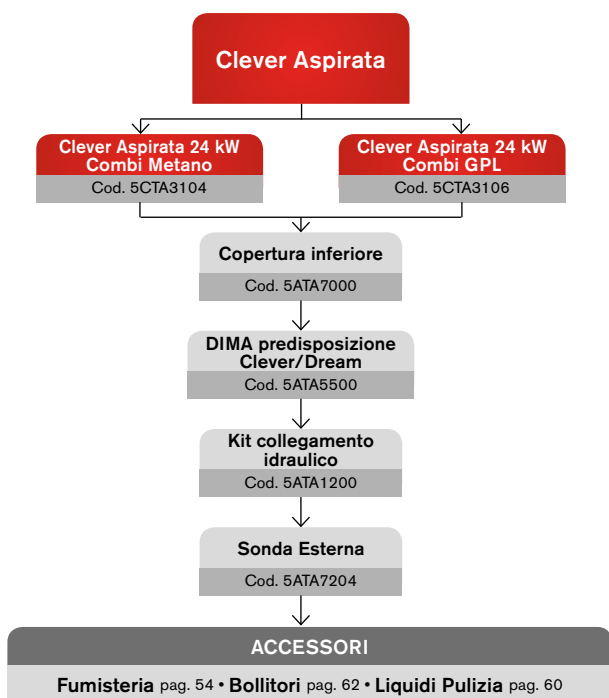 Clever Aspirata
Clever Aspirata 24 kW
Combi Metano
Cod. 5CTA3104
Clever Aspirata 24 kW
Combi GPL
Cod. 5CTA3106
Copertura inferiore
Cod. 5ATA7000
DIMA predisposizione
Clever/Dream
Cod. 5ATA5500
Kit collegamento
idraulico
Cod. 5ATA1200
Sonda Esterna
Cod. 5ATA7204
ACCESSORI
Fumisteria pag. 54 • Bollitori pag. 62 • Liquidi Pulizia pag. 60